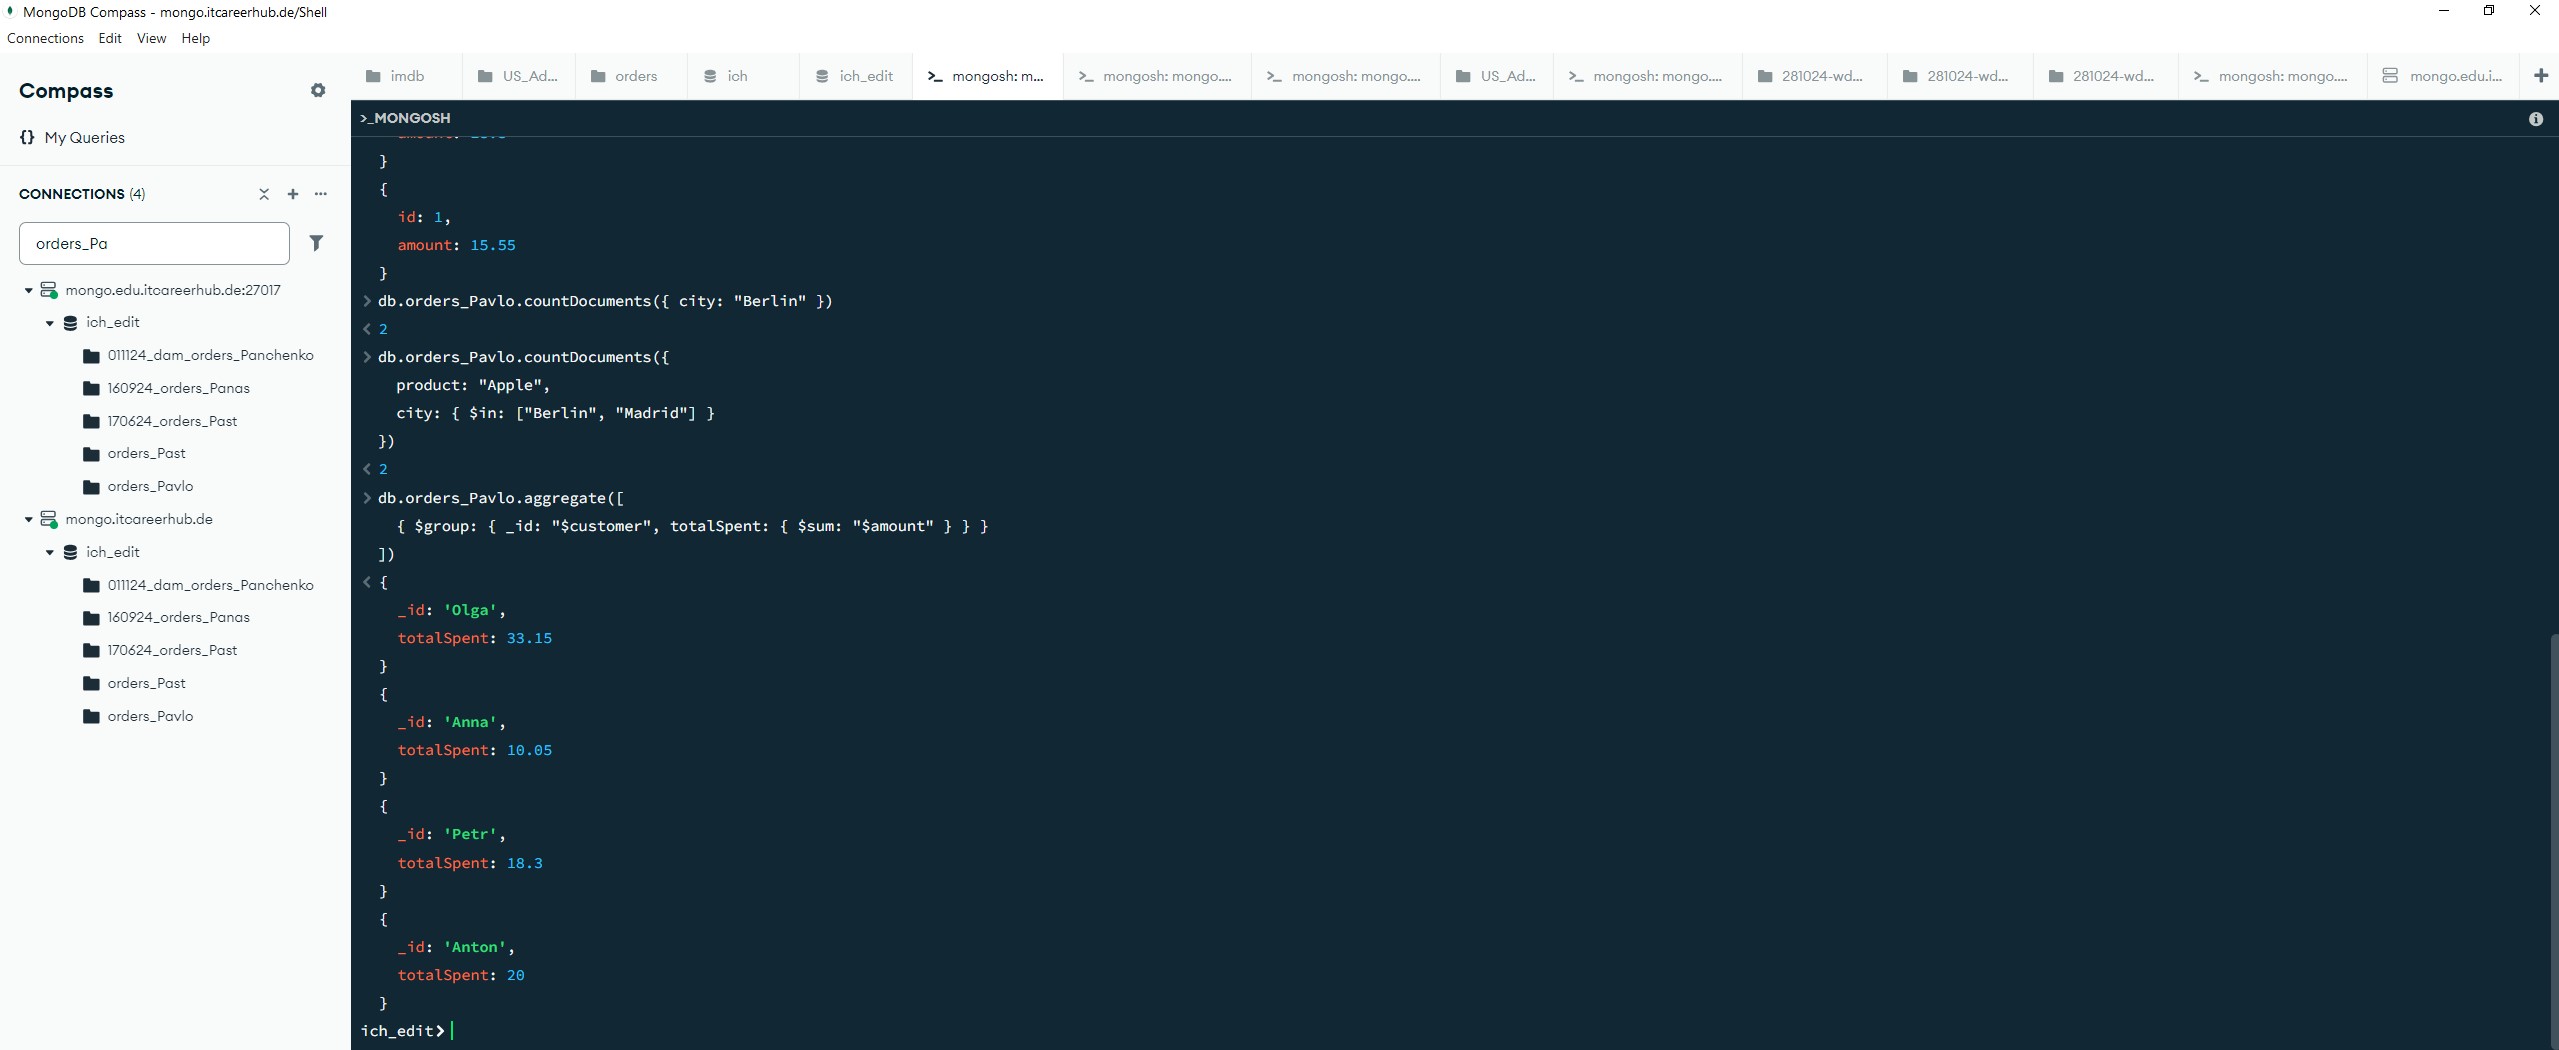 MongoDB Compass - mongo.itcareerhub.de/Shell
Connections Edit View Help
Compass
My Queries
CONNECTIONS (4)
orders_Pa
mongo.edu.itcareerhub.de:27017
ich_edit
011124_dam_orders_Panchenko
160924_orders_Panas
170624_orders_Past
orders_Past
orders_Pavlo
mongo.itcareerhub.de
ich_edit
011124_dam_orders_Panchenko
160924_orders_Panas
170624_orders_Past
orders_Past
orders_Pavlo
imdb US_Ad... orders ich ich_edit >_ mongosh: m... >_ mongosh: mongo.... >_ mongosh: mongo.... US_Ad... >_ mongosh: mongo.... 281024-wd... 281024-wd... 281024-wd... >_ mongosh: mongo.... mongo.edu.i...
>_MONGOSH
}
{
id: 1,
amount: 15.55
}
> db.orders_Pavlo.countDocuments({ city: "Berlin" })
< 2
> db.orders_Pavlo.countDocuments({
product: "Apple",
city: { $in: ["Berlin", "Madrid"] }
})
< 2
> db.orders_Pavlo.aggregate([
{ $group: { _id: "$customer", totalSpent: { $sum: "$amount" } } }
])
< {
_id: 'Olga',
totalSpent: 33.15
}
{
_id: 'Anna',
totalSpent: 10.05
}
{
_id: 'Petr',
totalSpent: 18.3
}
{
_id: 'Anton',
totalSpent: 20
}
ich_edit>